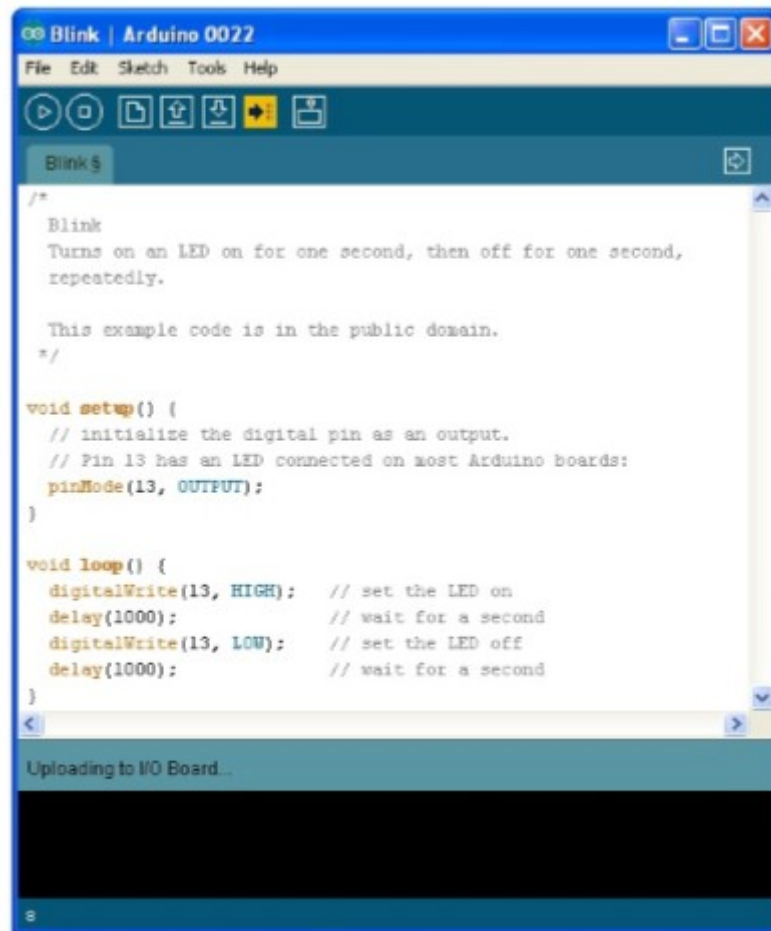 Blink | Arduino 0022
File Edit Sketch Tools Help
Blink §
/*
  Blink
  Turns on an LED on for one second, then off for one second,
  repeatedly.

  This example code is in the public domain.
 */

void setup() {
  // initialize the digital pin as an output.
  // Pin 13 has an LED connected on most Arduino boards:
  pinMode(13, OUTPUT);
}

void loop() {
  digitalWrite(13, HIGH);   // set the LED on
  delay(1000);              // wait for a second
  digitalWrite(13, LOW);    // set the LED off
  delay(1000);              // wait for a second
}
Uploading to I/O Board...
8